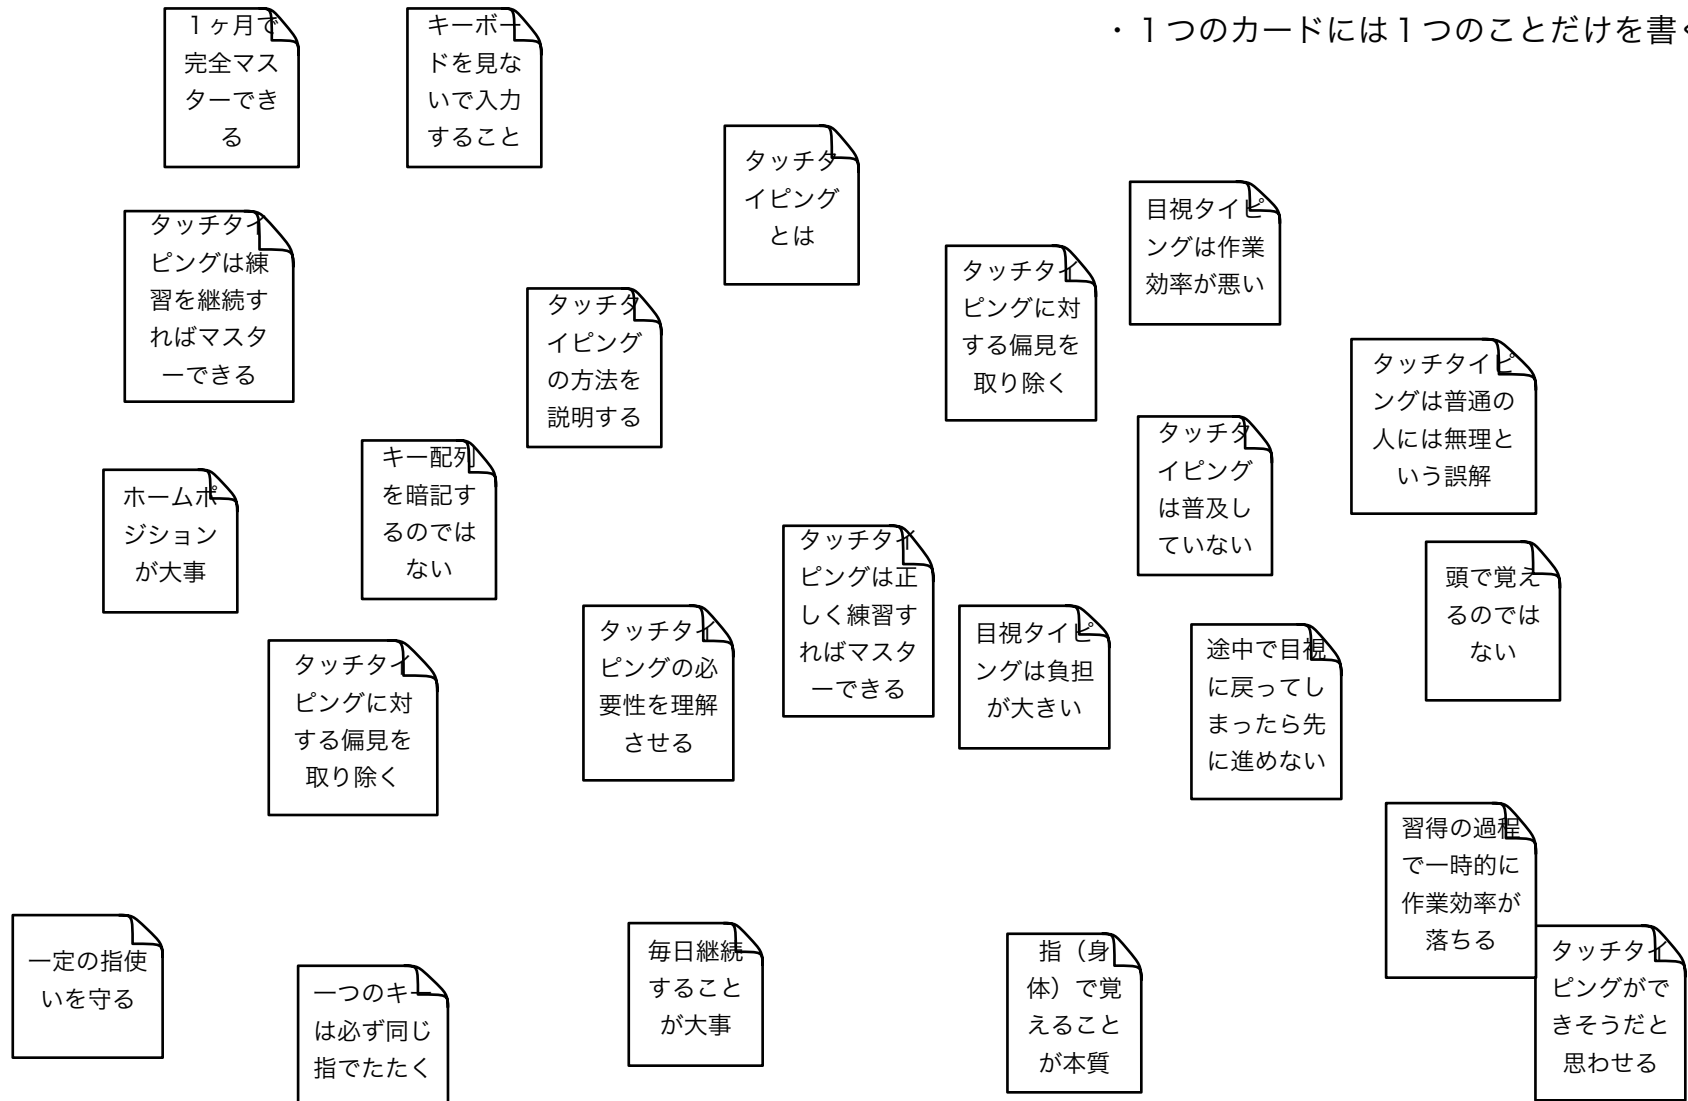 １ヶ月で
完全マス
ターでき
る
キーボー
ドを見な
いで入力
すること
・１つのカードには１つのことだけを書く
タッチタ
イピング
とは
目視タイピ
ングは作業
効率が悪い
タッチタイ
ピングは練
習を継続す
ればマスタ
ーできる
タッチタイ
ピングに対
する偏見を
取り除く
タッチタ
イピング
の方法を
説明する
タッチタイピ
ングは普通の
人には無理と
いう誤解
タッチタ
イピング
は普及し
ていない
キー配列
を暗記す
るのでは
ない
ホームポ
ジション
が大事
タッチタイ
ピングは正
しく練習す
ればマスタ
ーできる
頭で覚え
るのでは
ない
タッチタイ
ピングの必
要性を理解
させる
目視タイピ
ングは負担
が大きい
途中で目視
に戻ってし
まったら先
に進めない
タッチタイ
ピングに対
する偏見を
取り除く
習得の過程
で一時的に
作業効率が
落ちる
一定の指使
いを守る
毎日継続
すること
が大事
指（身
体）で覚
えること
が本質
タッチタイ
ピングがで
きそうだと
思わせる
一つのキー
は必ず同じ
指でたたく